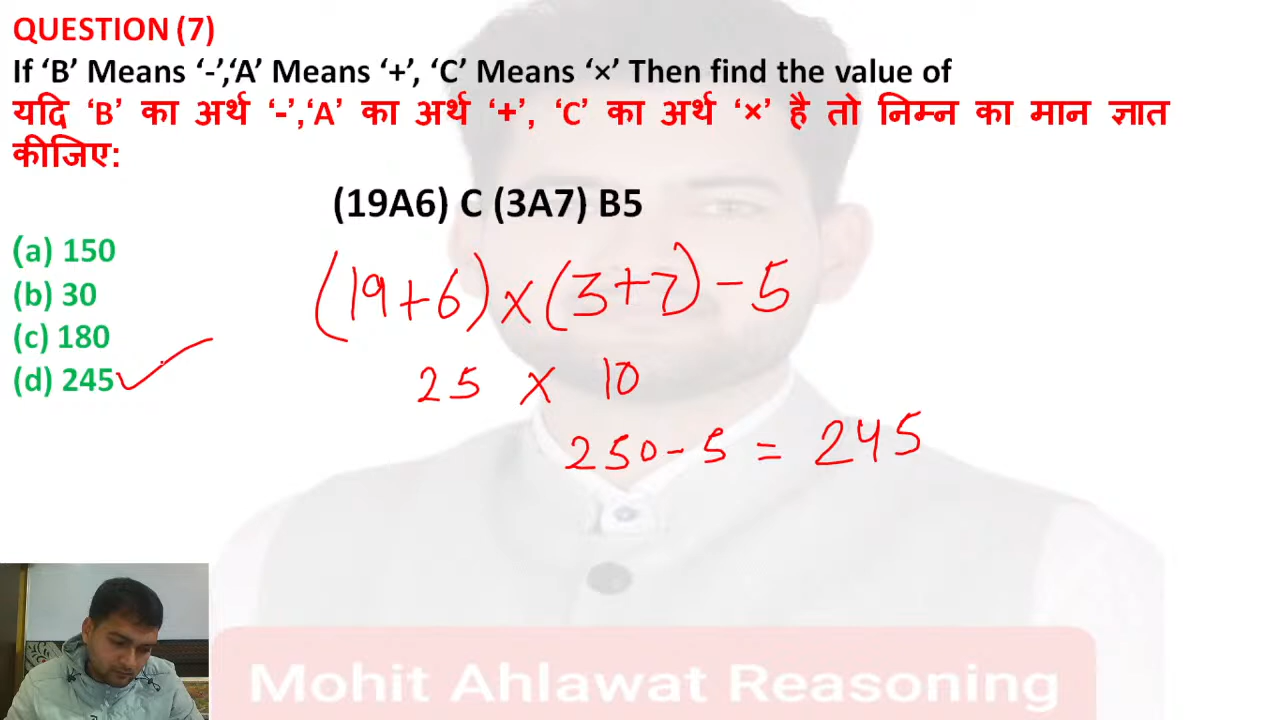 QUESTION (7)
If ‘B’ Means ‘-’,‘A’ Means ‘+’, ‘C’ Means ‘×’ Then find the value of
यदि ‘B’ का अर्थ ‘-’,‘A’ का अर्थ ‘+’, ‘C’ का अर्थ ‘×’ है तो निम्न का मान ज्ञात
कीजिए:
(19A6) C (3A7) B5
(a) 150
(b) 30
(c) 180
(d) 245
(19+6)×(3+7)-5
25 × 10
250-5 = 245
Mohit Ahlawat Reasoning